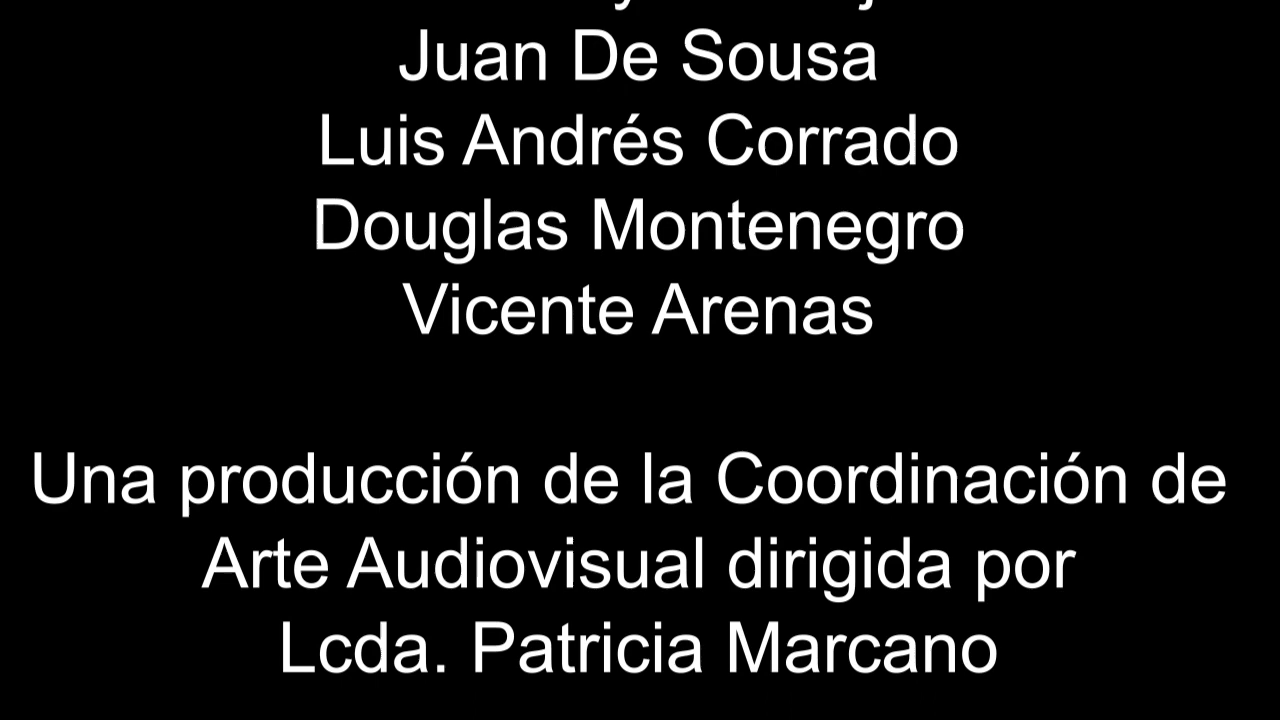 Juan De Sousa
Luis Andrés Corrado
Douglas Montenegro
Vicente Arenas
Una producción de la Coordinación de
Arte Audiovisual dirigida por
Lcda. Patricia Marcano